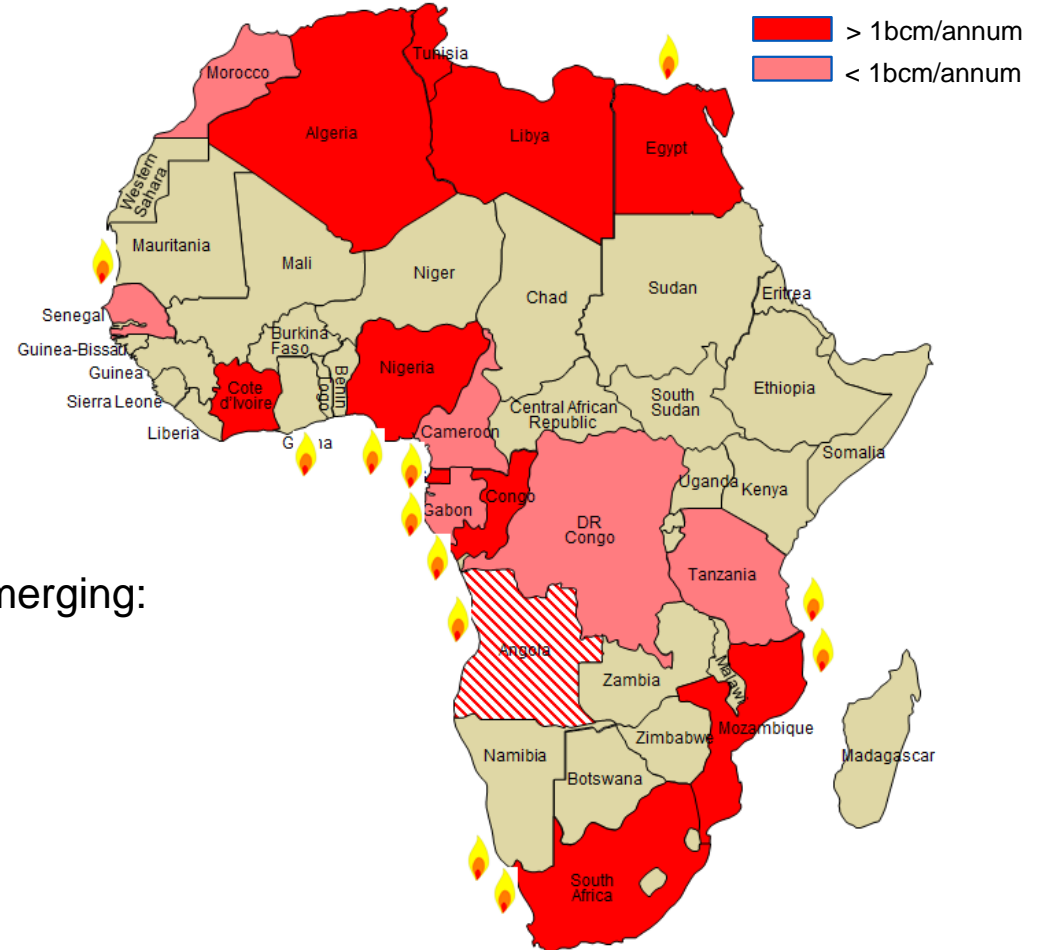 > 1bcm/annum
< 1bcm/annum
Tunisia
Morocco
Algeria
Libya
Egypt
Western
Sahara
Mauritania
Mali
Niger
Chad
Sudan
Eritrea
Senegal
Guinea-Bissau
Guinea
Sierra Leone
Liberia
Burkina
Faso
Cote
d'Ivoire
G na
Togo
Benin
Nigeria
Cameroon
Central African
Republic
South
Sudan
Ethiopia
Somalia
Uganda
Kenya
Gabon
Congo
DR
Congo
Tanzania
merging:
Angola
Zambia
Malawi
Mozambique
Zimbabwe
Madagascar
Namibia
Botswana
South
Africa